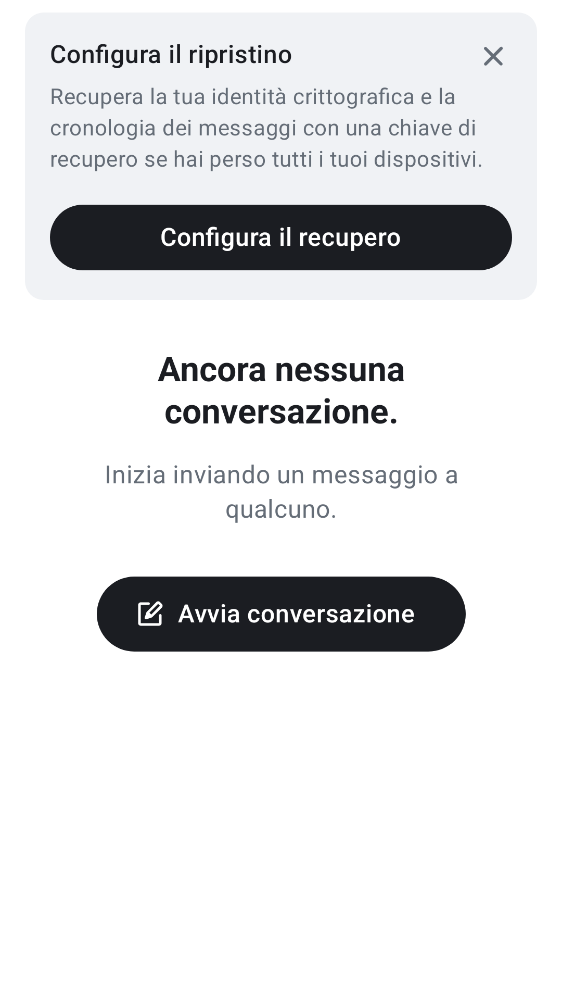 Configura il ripristino
Recupera la tua identità crittografica e la
cronologia dei messaggi con una chiave di
recupero se hai perso tutti i tuoi dispositivi.
Configura il recupero
Ancora nessuna
conversazione.
Inizia inviando un messaggio a
qualcuno.
Avvia conversazione